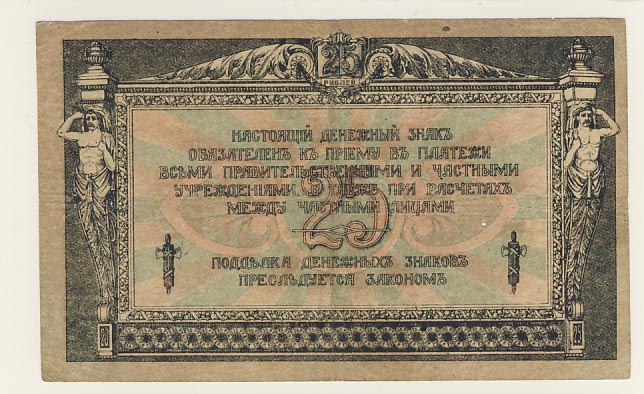 25
РУБЛЕЙ
НАСТОЯЩІЙ ДЕНЕЖНЫЙ ЗНАКЪ
ОБЯЗАТЕЛЕНЪ КЪ ПРІЕМУ ВЪ ПЛАТЕЖИ
ВСѢМИ ПРАВИТЕЛЬСТВЕННЫМИ И ЧАСТНЫМИ
УЧРЕЖДЕНІЯМИ, А ТАКЖЕ ПРИ РАСЧЕТАХЪ
МЕЖДУ ЧАСТНЫМИ ЛИЦАМИ
25
ПОДДѢЛКА ДЕНЕЖНЫХЪ ЗНАКОВЪ
ПРЕСЛѢДУЕТСЯ ЗАКОНОМЪ